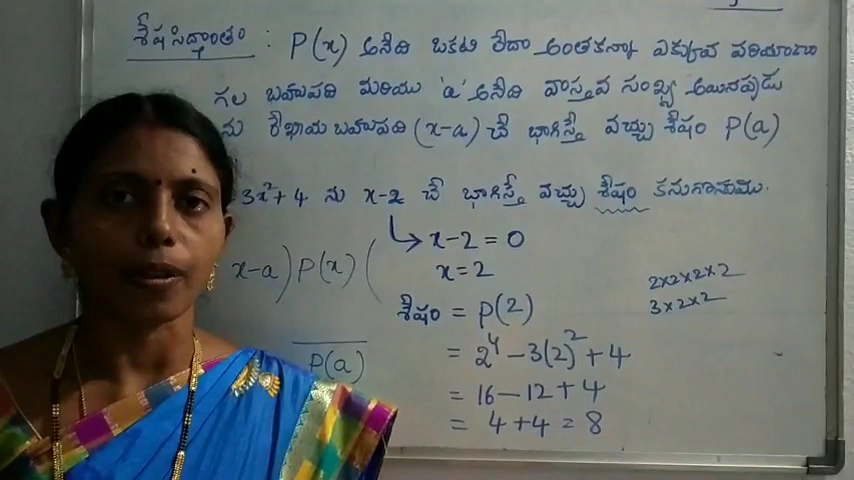 శేష సిద్ధాంతం : P(x) అనేది ఒకటి లేదా అంతకన్నా ఎక్కువ పరిమాణం
గల బహుపది మరియు 'a' అనేది వాస్తవ సంఖ్య అయినపుడు
ను రేఖీయ బహుపది (x-a) చే భాగిస్తే వచ్చు శేషం P(a)
3x²+4 ను x-2 చే భాగిస్తే వచ్చు శేషం కనుగొనుము.
x-2 = 0
x-a) P(x) (
x = 2
2×2×2×2
3×2×2
శేషం = P(2)
P(a)
= 2⁴ - 3(2)² + 4
= 16 - 12 + 4
= 4 + 4 = 8